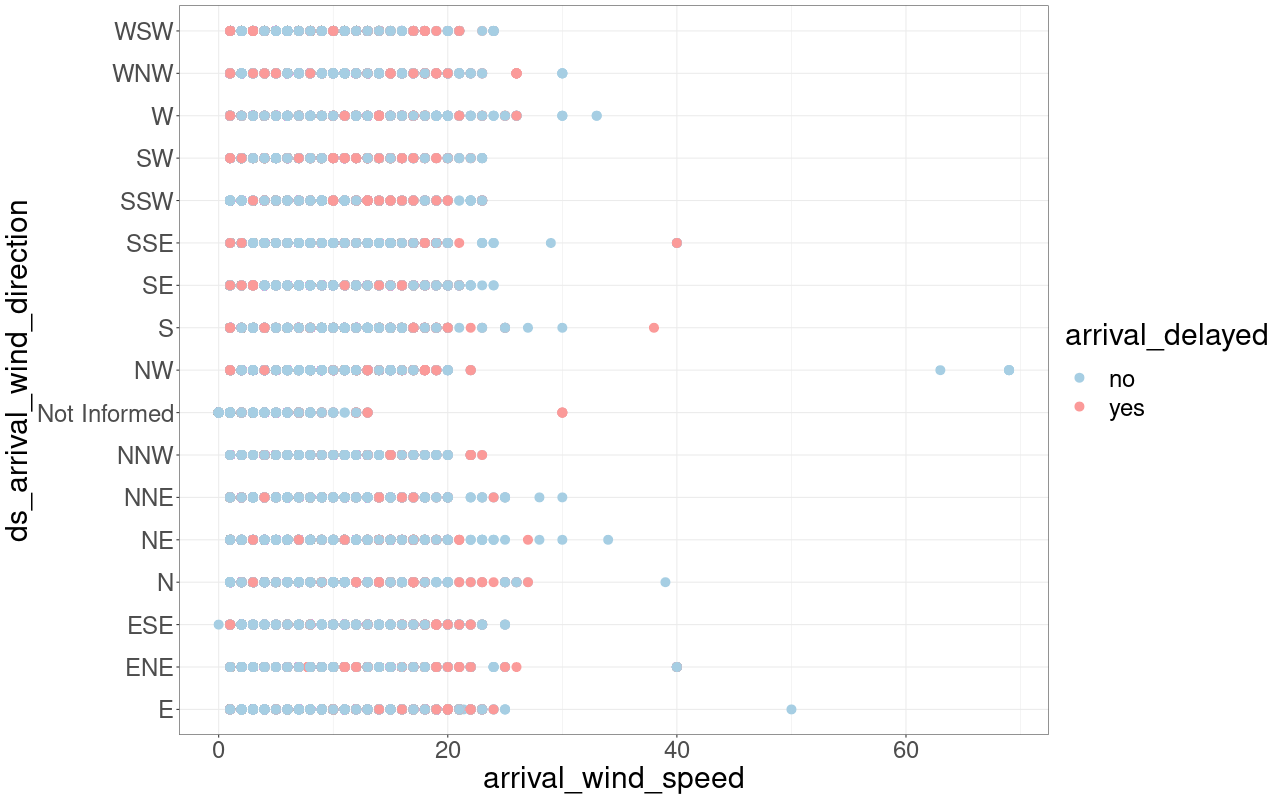 ds_arrival_wind_direction
WSW
WNW
W
SW
SSW
SSE
SE
S
NW
Not Informed
NNW
NNE
NE
N
ESE
ENE
E
0 20 40 60
arrival_wind_speed
arrival_delayed
no
yes